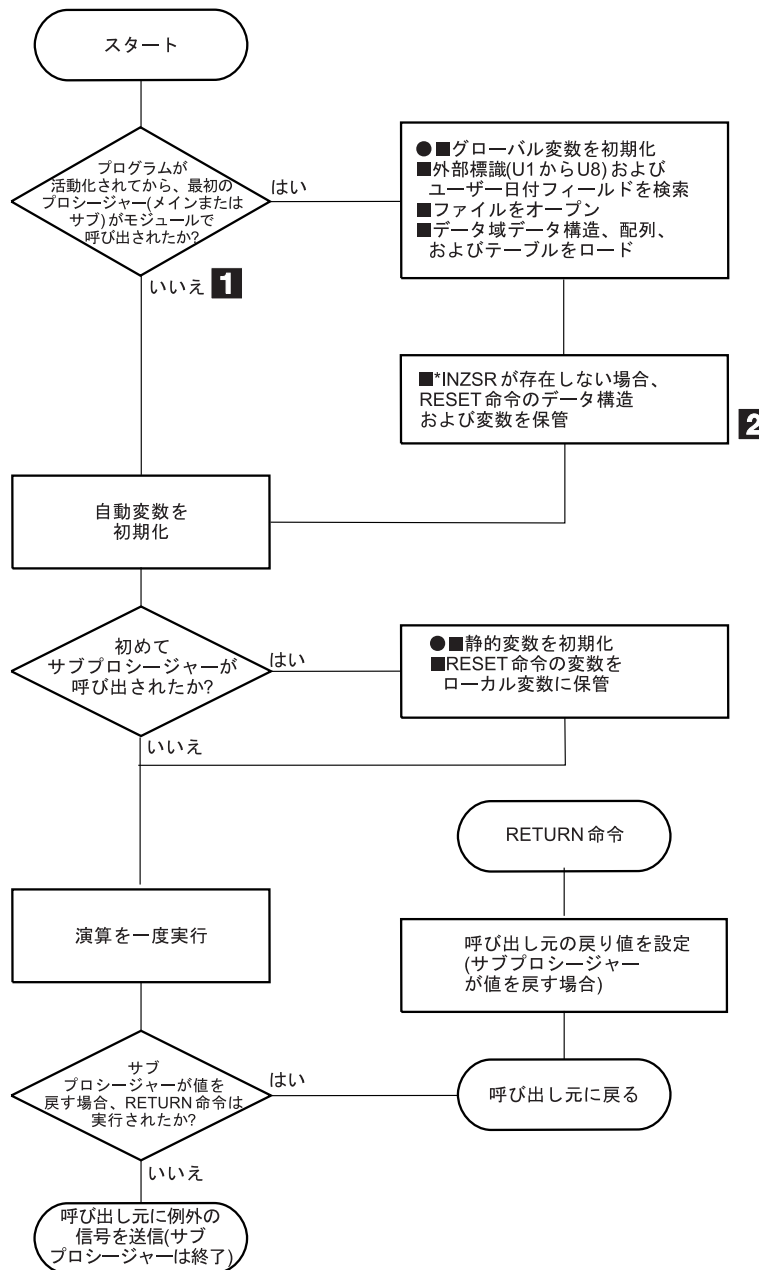 スタート
プログラムが
活動化されてから、最初の
プロシージャー(メインまたは
サブ)がモジュールで
呼び出されたか?
はい
●■グローバル変数を初期化
■外部標識(U1からU8)および
ユーザー日付フィールドを検索
■ファイルをオープン
■データ域データ構造、配列、
およびテーブルをロード
いいえ 1
■*INZSRが存在しない場合、
RESET命令のデータ構造
および変数を保管
2
自動変数を
初期化
初めて
サブプロシージャーが
呼び出されたか?
はい
●■静的変数を初期化
■RESET命令の変数を
ローカル変数に保管
いいえ
RETURN命令
演算を一度実行
呼び出し元の戻り値を設定
(サブプロシージャー
が値を戻す場合)
サブ
プロシージャーが値を
戻す場合、RETURN命令は
実行されたか?
はい
呼び出し元に戻る
いいえ
呼び出し元に例外の
信号を送信(サブ
プロシージャーは終了)